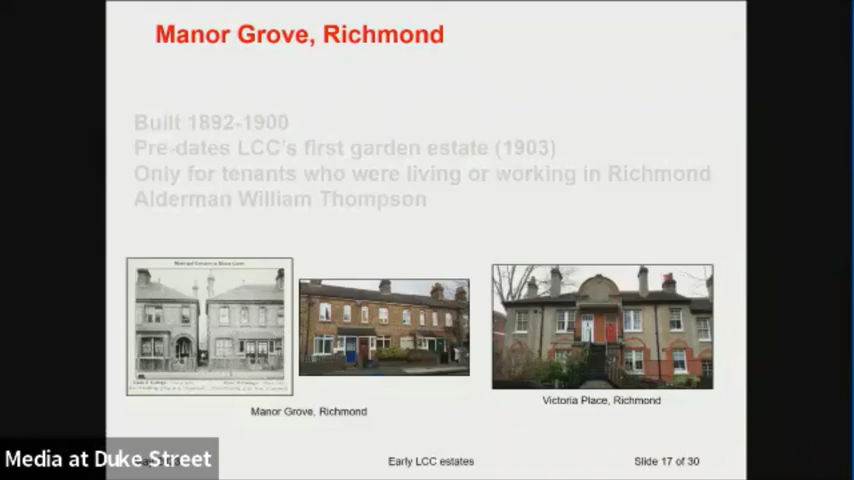 Manor Grove, Richmond
Built 1892-1900
Pre-dates LCC's first garden estate (1903)
Only for tenants who were living or working in Richmond
Alderman William Thompson
Manor Grove, Richmond
Victoria Place, Richmond
Early LCC estates
Slide 17 of 30
Media at Duke Street